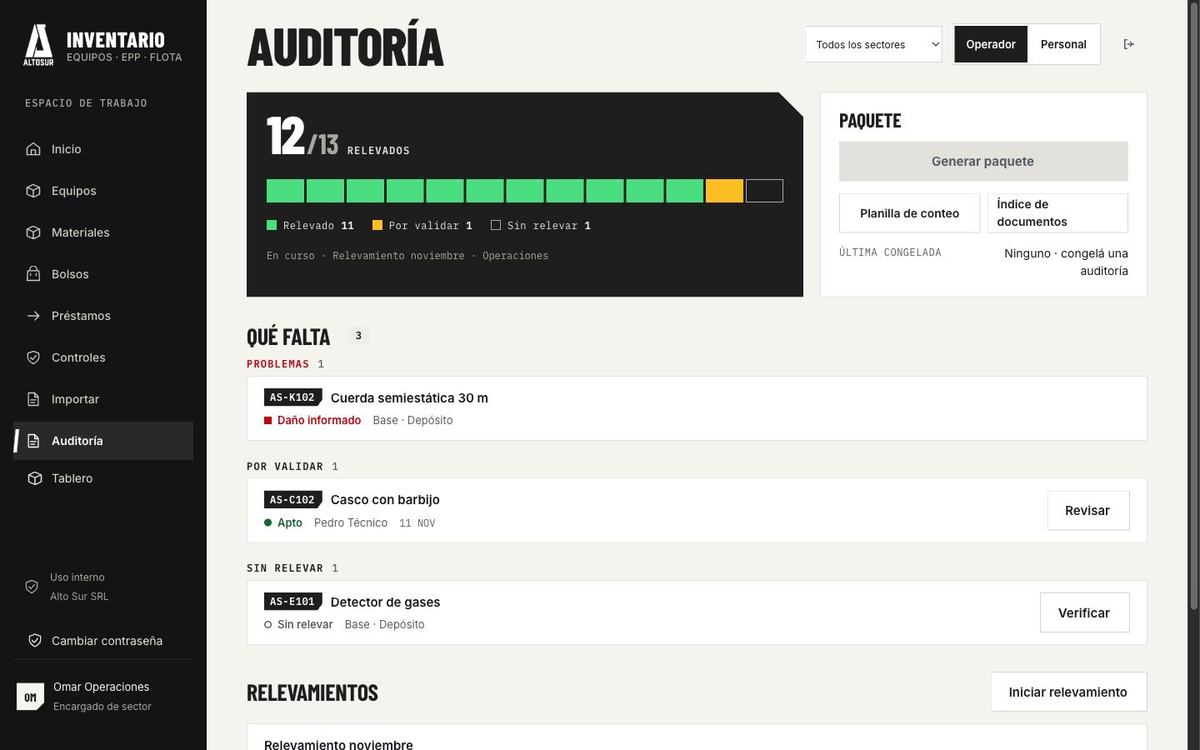 ALTOSUR
INVENTARIO
EQUIPOS · EPP · FLOTA
ESPACIO DE TRABAJO
Inicio
Equipos
Materiales
Bolsos
Préstamos
Controles
Importar
Auditoría
Tablero
Uso interno
Alto Sur SRL
Cambiar contraseña
OM
Omar Operaciones
Encargado de sector
AUDITORÍA
Todos los sectores
Operador
Personal
12/13 RELEVADOS
Relevado 11
Por validar 1
Sin relevar 1
En curso · Relevamiento noviembre · Operaciones
PAQUETE
Generar paquete
Planilla de conteo
Índice de
documentos
ÚLTIMA CONGELADA
Ninguno · congelá una
auditoría
QUÉ FALTA 3
PROBLEMAS 1
AS-K102 Cuerda semiestática 30 m
Daño informado Base · Depósito
POR VALIDAR 1
AS-C102 Casco con barbijo
Apto Pedro Técnico 11 NOV
Revisar
SIN RELEVAR 1
AS-E101 Detector de gases
Sin relevar Base · Depósito
Verificar
RELEVAMIENTOS
Iniciar relevamiento
Relevamiento noviembre